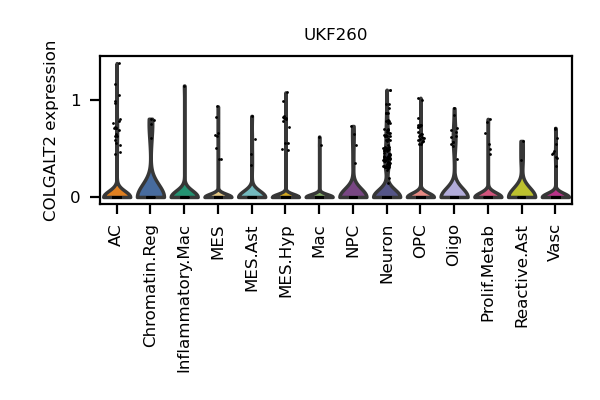 UKF260
COLGALT2 expression
1
0
AC
Chromatin.Reg
Inflammatory.Mac
MES
MES.Ast
MES.Hyp
Mac
NPC
Neuron
OPC
Oligo
Prolif.Metab
Reactive.Ast
Vasc